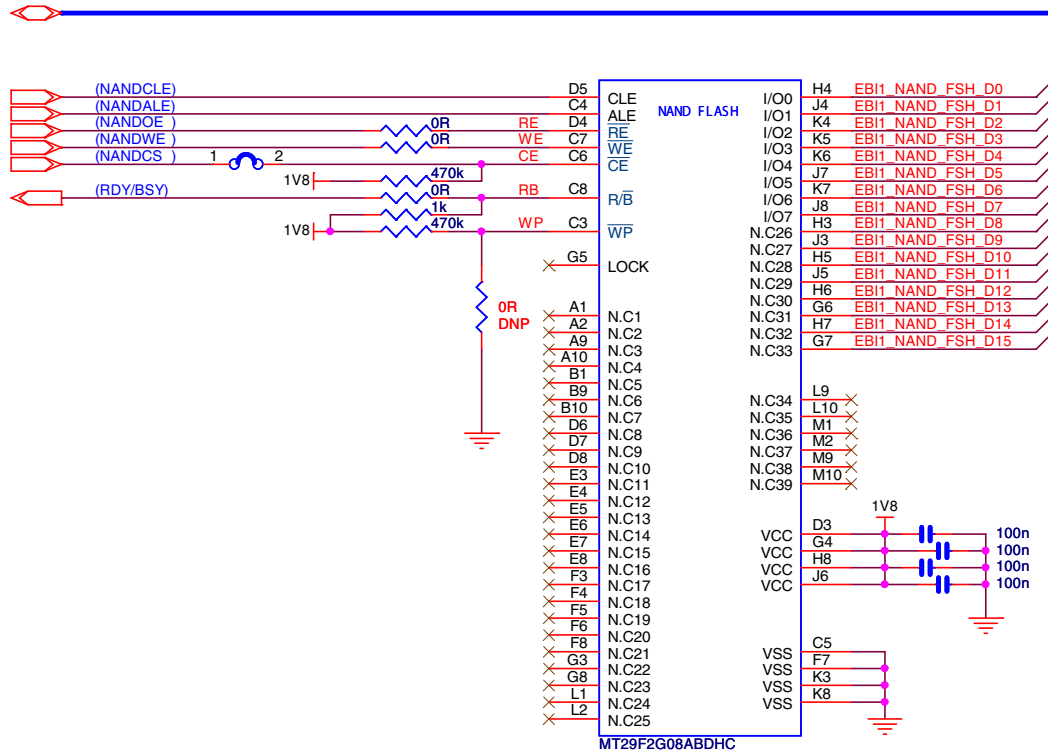 (NANDCLE) D5 CLE NAND FLASH I/O0 H4 EBI1_NAND_FSH_D0
(NANDALE) C4 ALE I/O1 J4 EBI1_NAND_FSH_D1
(NANDOE ) 0R RE D4 RE I/O2 K4 EBI1_NAND_FSH_D2
(NANDWE ) 0R WE C7 WE I/O3 K5 EBI1_NAND_FSH_D3
(NANDCS ) 1 2 CE C6 CE I/O4 K6 EBI1_NAND_FSH_D4
1V8 470k I/O5 J7 EBI1_NAND_FSH_D5
(RDY/BSY) 0R RB C8 R/B I/O6 K7 EBI1_NAND_FSH_D6
1k I/O7 J8 EBI1_NAND_FSH_D7
1V8 470k WP C3 WP N.C26 H3 EBI1_NAND_FSH_D8
N.C27 J3 EBI1_NAND_FSH_D9
G5 LOCK N.C28 H5 EBI1_NAND_FSH_D10
N.C29 J5 EBI1_NAND_FSH_D11
N.C30 H6 EBI1_NAND_FSH_D12
0R
DNP
A1 N.C1 N.C31 G6 EBI1_NAND_FSH_D13
A2 N.C2 N.C32 H7 EBI1_NAND_FSH_D14
A9 N.C3 N.C33 G7 EBI1_NAND_FSH_D15
A10 N.C4
B1 N.C5
B9 N.C6 N.C34 L9
B10 N.C7 N.C35 L10
D6 N.C8 N.C36 M1
D7 N.C9 N.C37 M2
D8 N.C10 N.C38 M9
E3 N.C11 N.C39 M10
E4 N.C12
1V8
E5 N.C13
E6 N.C14 VCC D3 100n
E7 N.C15 VCC G4 100n
E8 N.C16 VCC H8 100n
F3 N.C17 VCC J6 100n
F4 N.C18
F5 N.C19
F6 N.C20
F8 N.C21 VSS C5
G3 N.C22 VSS F7
G8 N.C23 VSS K3
L1 N.C24 VSS K8
L2 N.C25
MT29F2G08ABDHC